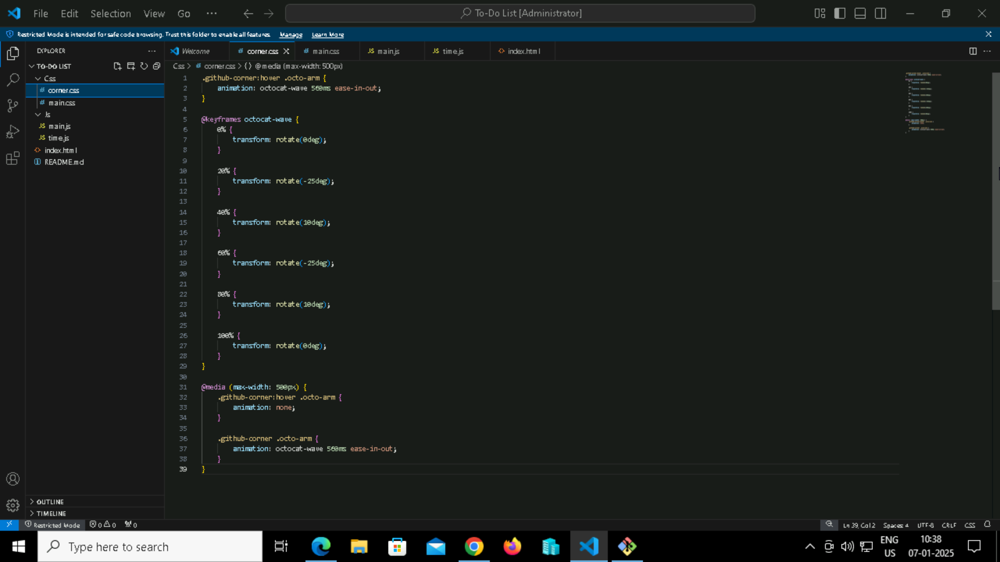 File Edit Selection View Go ··· To-Do List [Administrator]
Restricted Mode is intended for safe code browsing. Trust this folder to enable all features. Manage Learn More
EXPLORER ···
TO-DO LIST
Css
# corner.css
# main.css
Js
JS main.js
JS time.js
index.html
README.md
OUTLINE
TIMELINE
Welcome # corner.css # main.css JS main.js JS time.js <> index.html
Css > # corner.css > {} @media (max-width: 500px)
1 .github-corner:hover .octo-arm {
2 animation: octocat-wave 560ms ease-in-out;
3 }
4
5 @keyframes octocat-wave {
6 0% {
7 transform: rotate(0deg);
8 }
9
10 20% {
11 transform: rotate(-25deg);
12 }
13
14 40% {
15 transform: rotate(10deg);
16 }
17
18 60% {
19 transform: rotate(-25deg);
20 }
21
22 80% {
23 transform: rotate(10deg);
24 }
25
26 100% {
27 transform: rotate(0deg);
28 }
29 }
30
31 @media (max-width: 500px) {
32 .github-corner:hover .octo-arm {
33 animation: none;
34 }
35
36 .github-corner .octo-arm {
37 animation: octocat-wave 560ms ease-in-out;
38 }
39 }
Restricted Mode 0 0 0 Ln 39, Col 2 Spaces: 4 UTF-8 CRLF CSS
Type here to search
ENG
US
10:38
07-01-2025